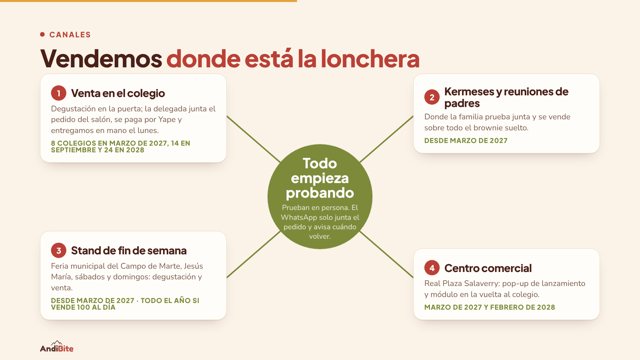 CANALES
Vendemos donde está la lonchera
1 Venta en el colegio
Degustación en la puerta; la delegada junta el
pedido del salón, se paga por Yape y
entregamos en mano el lunes.
8 COLEGIOS EN MARZO DE 2027, 14 EN
SEPTIEMBRE Y 24 EN 2028
2 Kermeses y reuniones de
padres
Donde la familia prueba junta y se vende
sobre todo el brownie suelto.
DESDE MARZO DE 2027
Todo
empieza
probando
Prueban en persona. El
WhatsApp solo junta el
pedido y avisa cuándo
volver.
3 Stand de fin de semana
Feria municipal del Campo de Marte, Jesús
María, sábados y domingos: degustación y
venta.
DESDE MARZO DE 2027 · TODO EL AÑO SI
VENDE 100 AL DÍA
4 Centro comercial
Real Plaza Salaverry: pop-up de lanzamiento
y módulo en la vuelta al colegio.
MARZO DE 2027 Y FEBRERO DE 2028
AndiBite